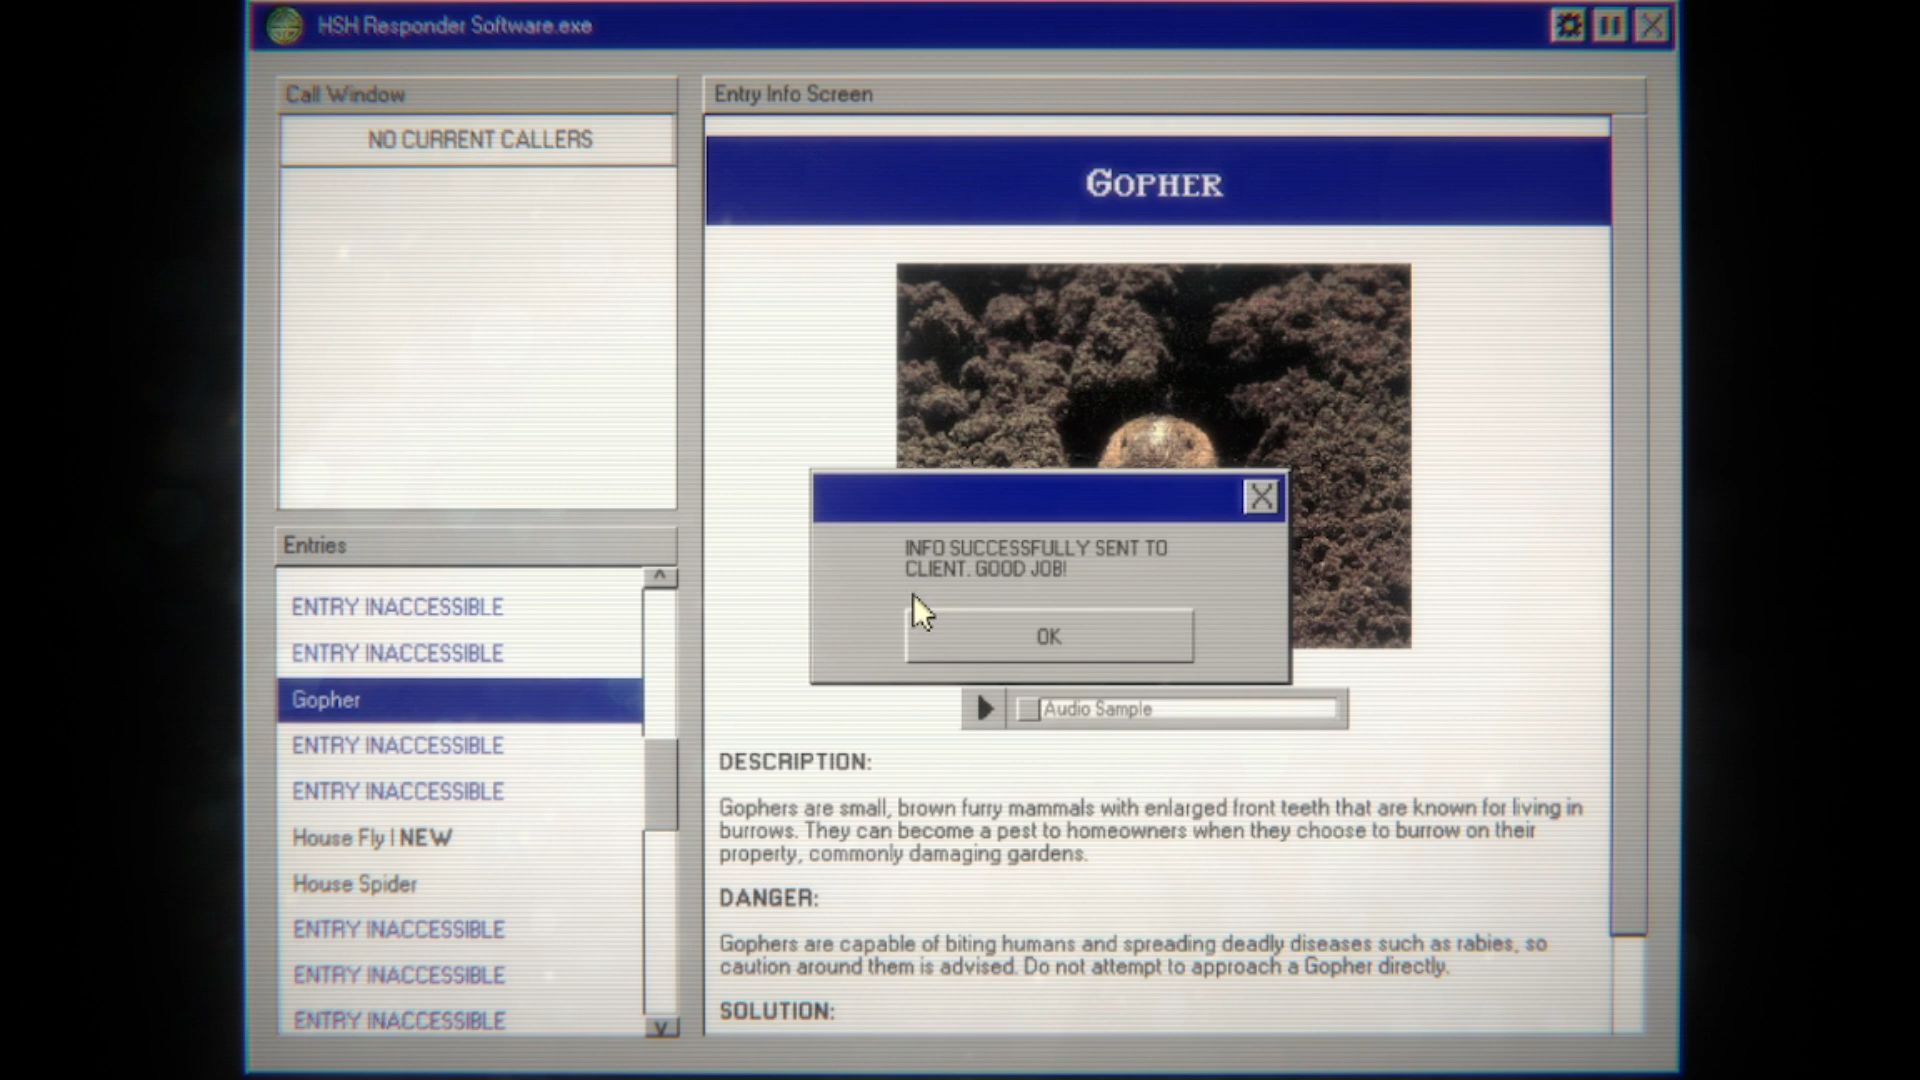 HSH Responder Software.exe
Call Window
NO CURRENT CALLERS
Entries
ENTRY INACCESSIBLE
ENTRY INACCESSIBLE
Gopher
ENTRY INACCESSIBLE
ENTRY INACCESSIBLE
House Fly | NEW
House Spider
ENTRY INACCESSIBLE
ENTRY INACCESSIBLE
ENTRY INACCESSIBLE
Entry Info Screen
GOPHER
INFO SUCCESSFULLY SENT TO
CLIENT. GOOD JOB!
OK
Audio Sample
DESCRIPTION:
Gophers are small, brown furry mammals with enlarged front teeth that are known for living in
burrows. They can become a pest to homeowners when they choose to burrow on their
property, commonly damaging gardens.
DANGER:
Gophers are capable of biting humans and spreading deadly diseases such as rabies, so
caution around them is advised. Do not attempt to approach a Gopher directly.
SOLUTION: